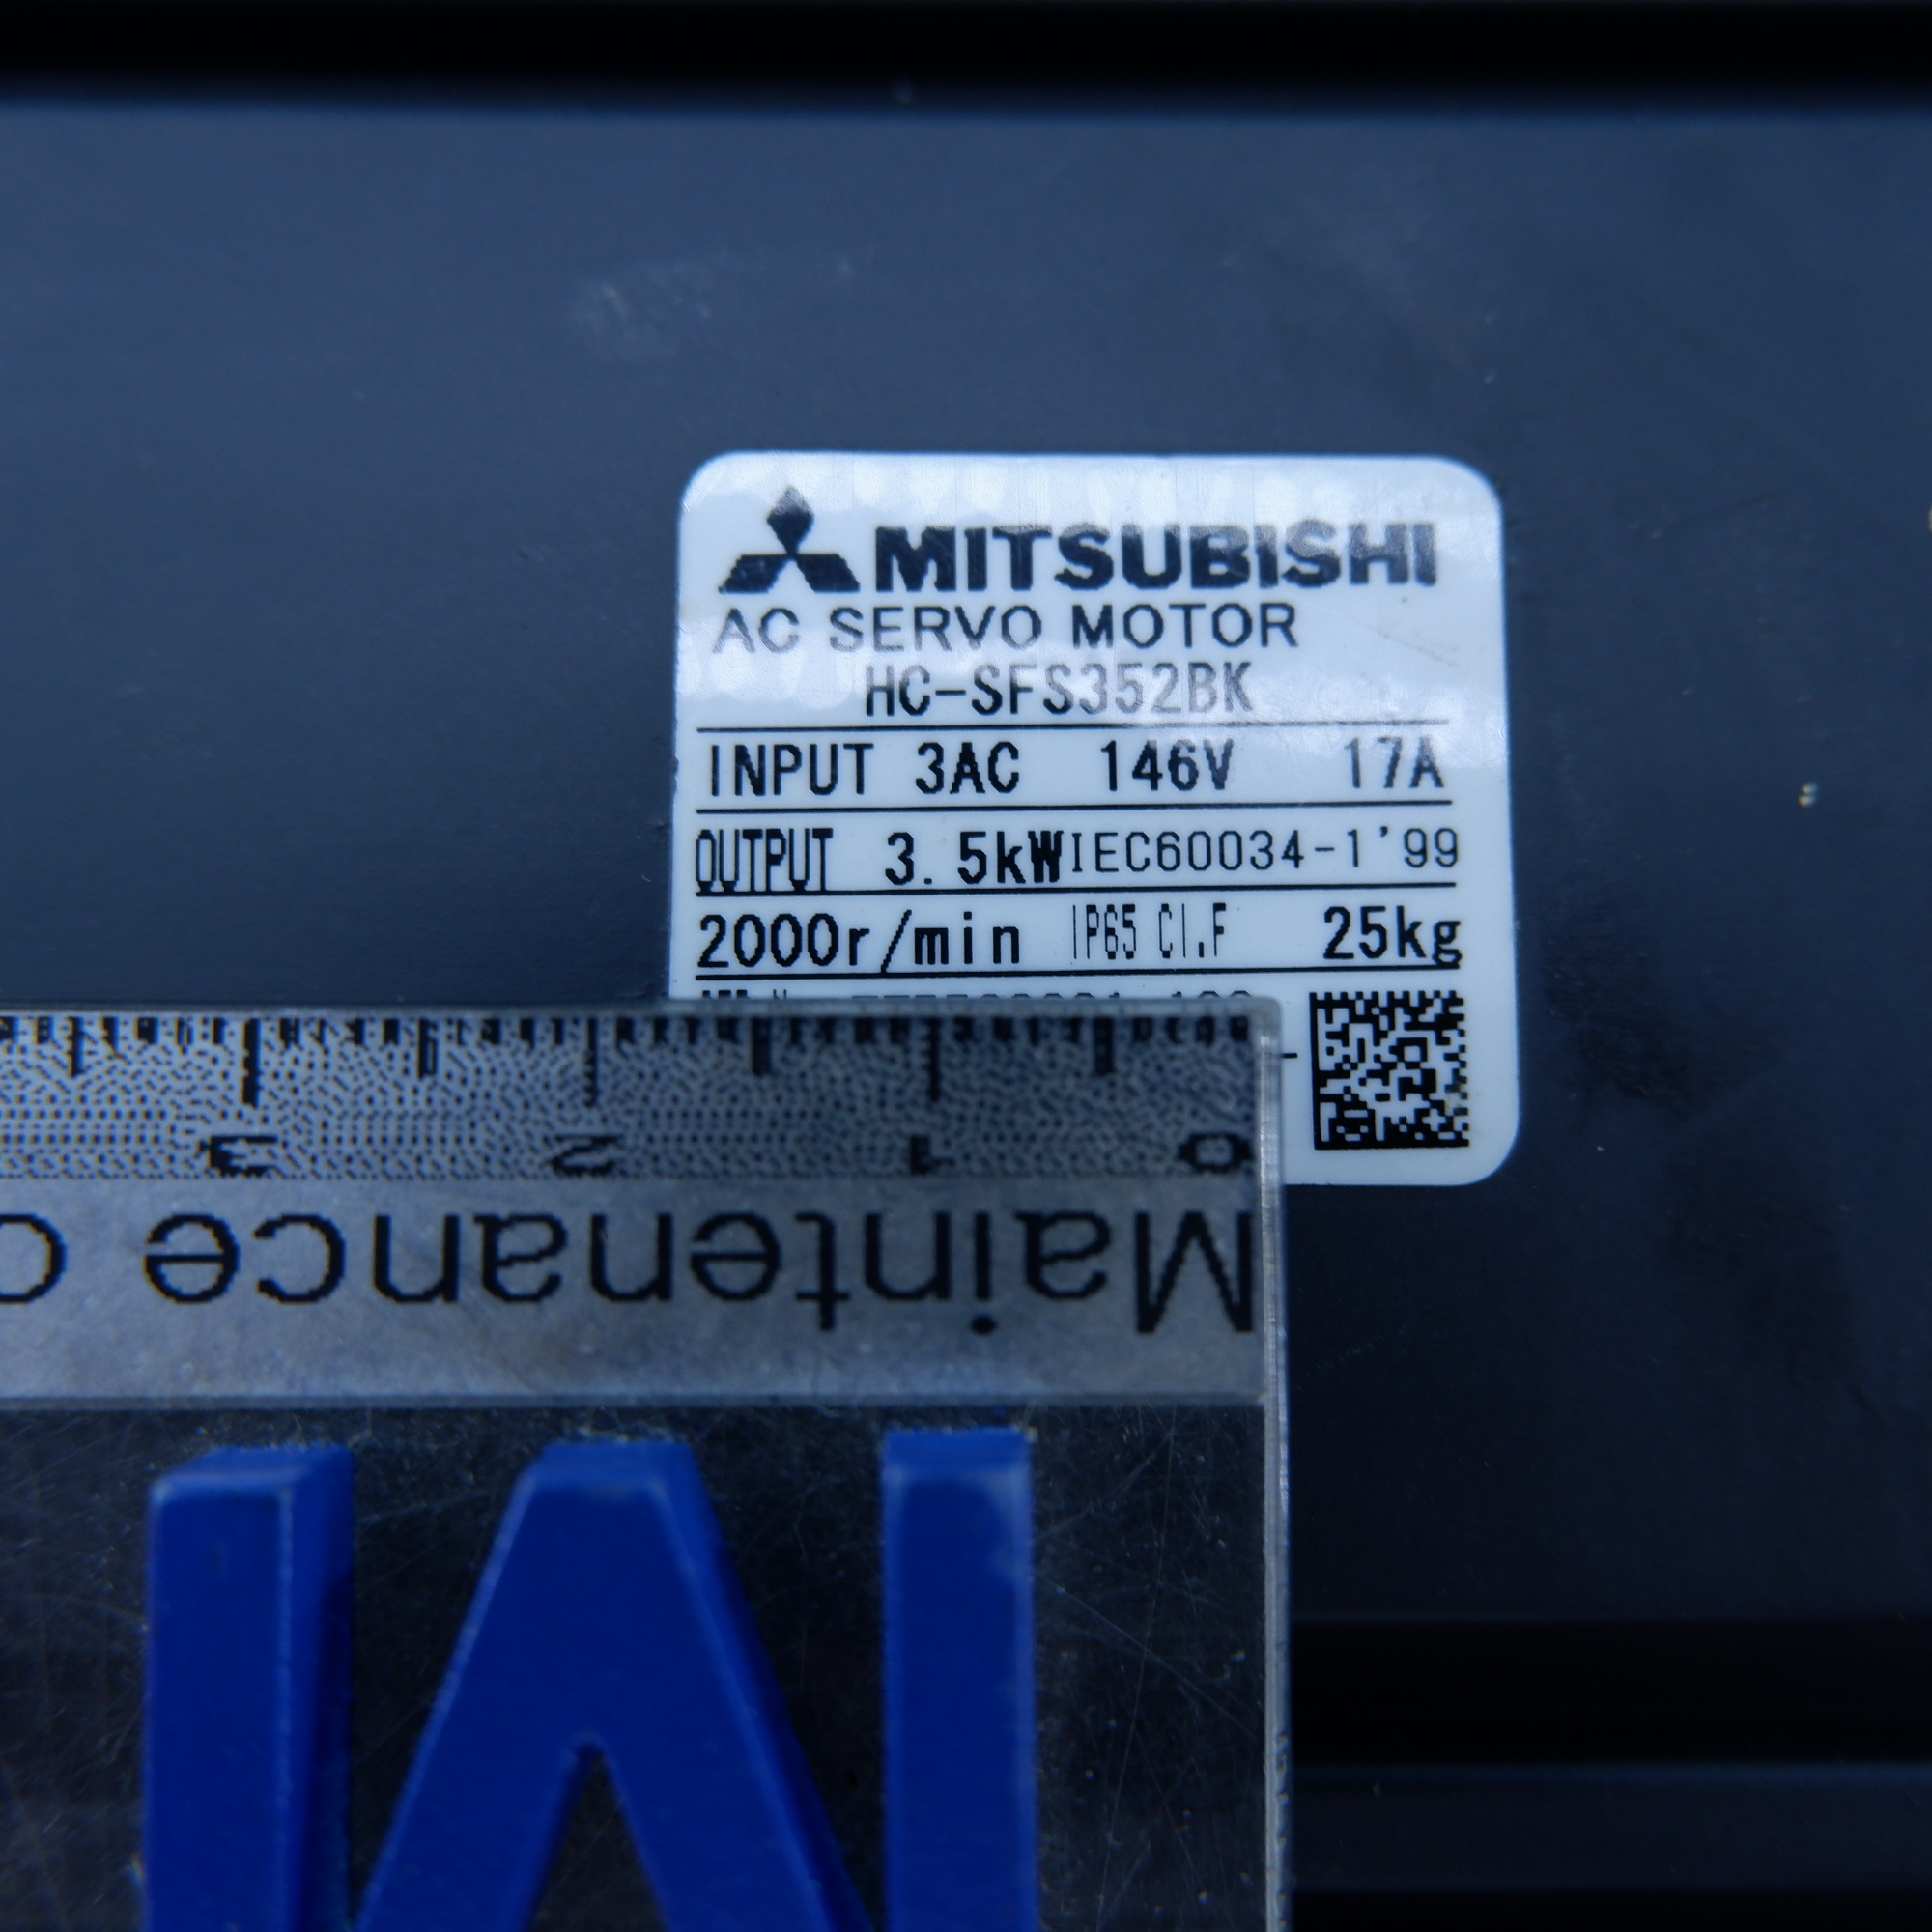 MITSUBISHI
AC SERVO MOTOR
HC-SFS352BK
INPUT 3AC 146V 17A
OUTPUT 3.5kW IEC60034-1'99
2000r/min IP65 Cl.F 25kg
0 1 2 3
Maintenance